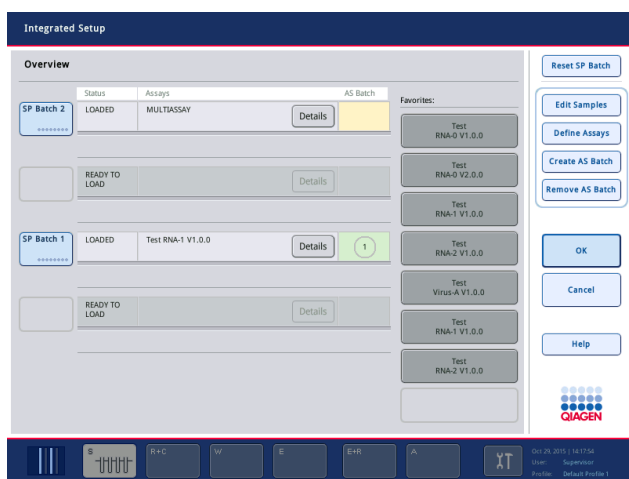 Integrated Setup
Overview
Reset SP Batch
Status Assays AS Batch
Favorites:
SP Batch 2
LOADED
MULTIASSAY
Details
READY TO
LOAD
Details
SP Batch 1
LOADED
Test RNA-1 V1.0.0
Details
1
READY TO
LOAD
Details
Test
RNA-0 V1.0.0
Test
RNA-0 V2.0.0
Test
RNA-1 V1.0.0
Test
RNA-2 V1.0.0
Test
Virus-A V1.0.0
Test
RNA-1 V1.0.0
Test
RNA-2 V1.0.0
Edit Samples
Define Assays
Create AS Batch
Remove AS Batch
OK
Cancel
Help
QIAGEN
S
R+C
W
E
E+R
A
Oct 29, 2015 | 14:17:54
User: Supervisor
Profile: Default Profile 1